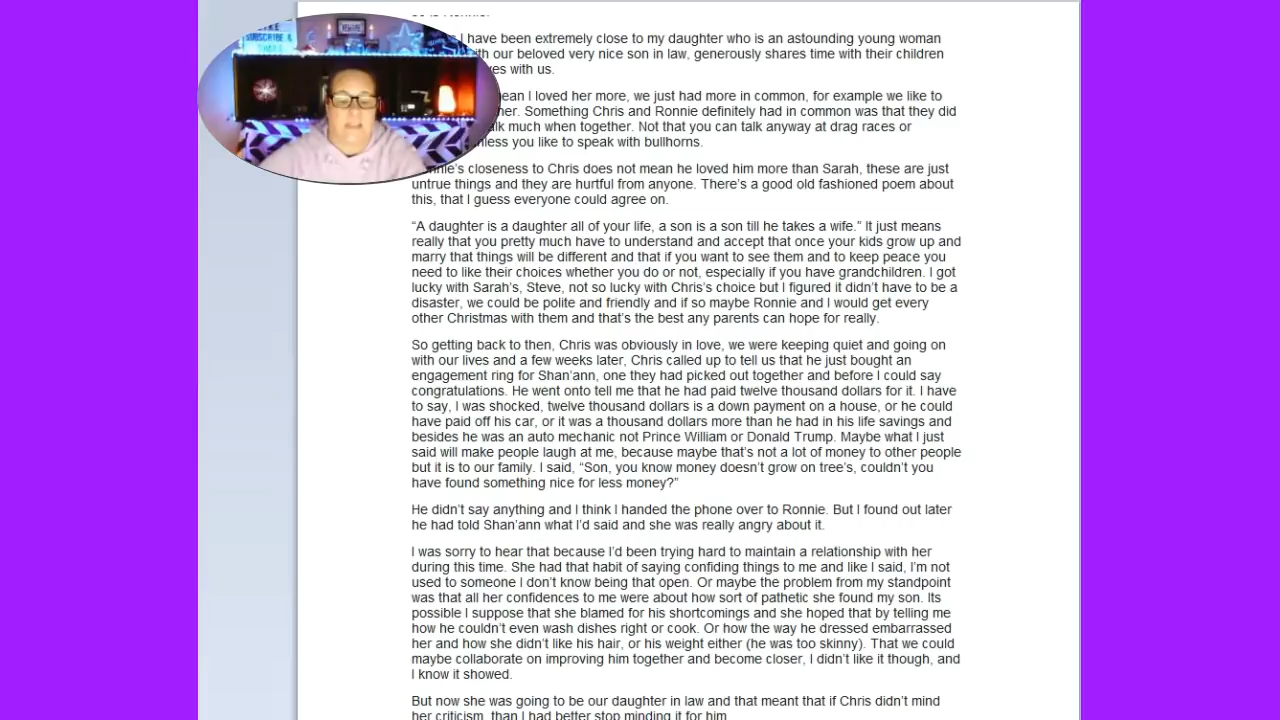 SUBSCRIBE &
I have been extremely close to my daughter who is an astounding young woman
with our beloved very nice son in law, generously shares time with their children
with us.
mean I loved her more, we just had more in common, for example we like to
Something Chris and Ronnie definitely had in common was that they did
talk much when together. Not that you can talk anyway at drag races or
unless you like to speak with bullhorns.
Ronnie's closeness to Chris does not mean he loved him more than Sarah, these are just
untrue things and they are hurtful from anyone. There's a good old fashioned poem about
this, that I guess everyone could agree on.
“A daughter is a daughter all of your life, a son is a son till he takes a wife.” It just means
really that you pretty much have to understand and accept that once your kids grow up and
marry that things will be different and that if you want to see them and to keep peace you
need to like their choices whether you do or not, especially if you have grandchildren. I got
lucky with Sarah's, Steve, not so lucky with Chris's choice but I figured it didn't have to be a
disaster, we could be polite and friendly and if so maybe Ronnie and I would get every
other Christmas with them and that's the best any parents can hope for really.
So getting back to then, Chris was obviously in love, we were keeping quiet and going on
with our lives and a few weeks later, Chris called up to tell us that he just bought an
engagement ring for Shan'ann, one they had picked out together and before I could say
congratulations. He went onto tell me that he had paid twelve thousand dollars for it. I have
to say, I was shocked, twelve thousand dollars is a down payment on a house, or he could
have paid off his car, or it was a thousand dollars more than he had in his life savings and
besides he was an auto mechanic not Prince William or Donald Trump. Maybe what I just
said will make people laugh at me, because maybe that's not a lot of money to other people
but it is to our family. I said, “Son, you know money doesn't grow on tree's, couldn't you
have found something nice for less money?”
He didn't say anything and I think I handed the phone over to Ronnie. But I found out later
he had told Shan'ann what I'd said and she was really angry about it.
I was sorry to hear that because I'd been trying hard to maintain a relationship with her
during this time. She had that habit of saying confiding things to me and like I said, I'm not
used to someone I don't know being that open. Or maybe the problem from my standpoint
was that all her confidences to me were about how sort of pathetic she found my son. Its
possible I suppose that she blamed for his shortcomings and she hoped that by telling me
how he couldn't even wash dishes right or cook. Or how the way he dressed embarrassed
her and how she didn't like his hair, or his weight either (he was too skinny). That we could
maybe collaborate on improving him together and become closer, I didn't like it though, and
I know it showed.
But now she was going to be our daughter in law and that meant that if Chris didn't mind
her criticism, than I had better stop minding it for him